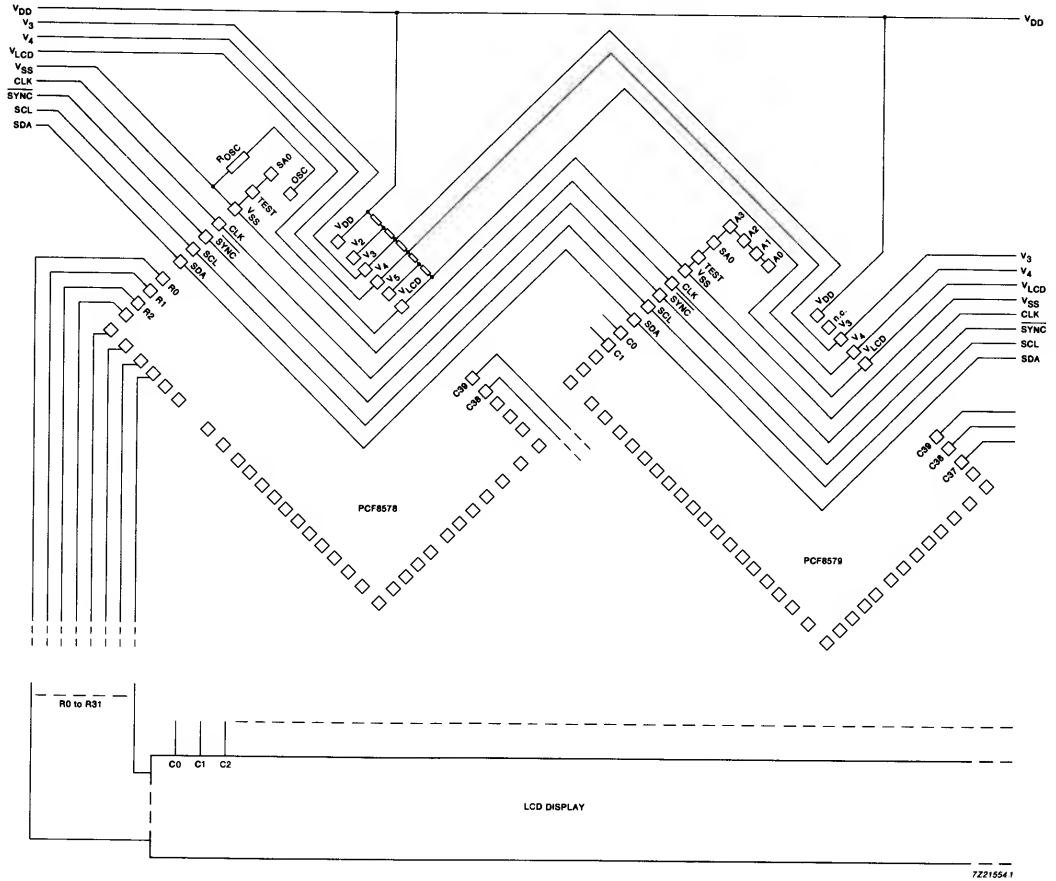 VDD
V3
V4
VLCD
VSS
CLK
SYNC
SCL
SDA
VDD
ROSC
SA0
OSC
TEST
VSS
CLK
SYNC
SCL
SDA
R0
R1
R2
VDD
V2
V3
V4
V5
VLCD
A3
A2
A1
A0
SA0
TEST
VSS
CLK
SYNC
SCL
SDA
C0
C1
VDD
n.c.
V3
V4
VLCD
V3
V4
VLCD
VSS
CLK
SYNC
SCL
SDA
C39
C38
C39
C38
C37
PCF8578
PCF8579
R0 to R31
C0 C1 C2
LCD DISPLAY
7Z21554.1